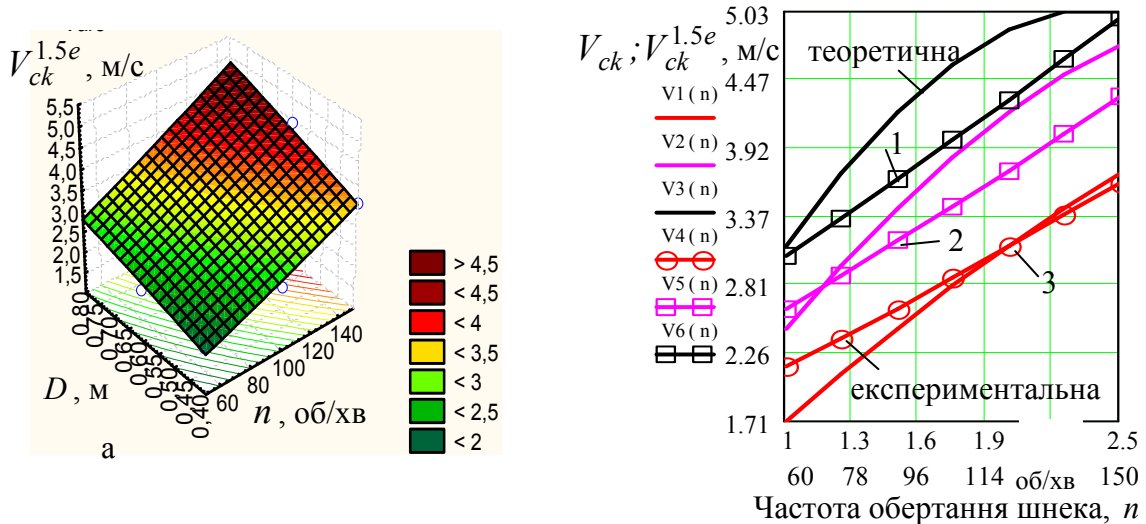 V_ck^1.5e , м/с
5,5
5,0
4,5
4,0
3,5
3,0
2,5
2,0
1,5
0,80
0,75
0,70
0,65
0,60
0,55
0,50
0,45
0,40
D , м
60
80
100
120
140
n , об/хв
> 4,5
< 4,5
< 4
< 3,5
< 3
< 2,5
< 2
а
V_ck ; V_ck^1.5e , м/с
V1 ( n )
V2 ( n )
V3 ( n )
V4 ( n )
V5 ( n )
V6 ( n )
5.03
4.47
3.92
3.37
2.81
2.26
1.71
теоретична
1
2
3
експериментальна
1 1.3 1.6 1.9 2.5
60 78 96 114 об/хв 150
Частота обертання шнека, n